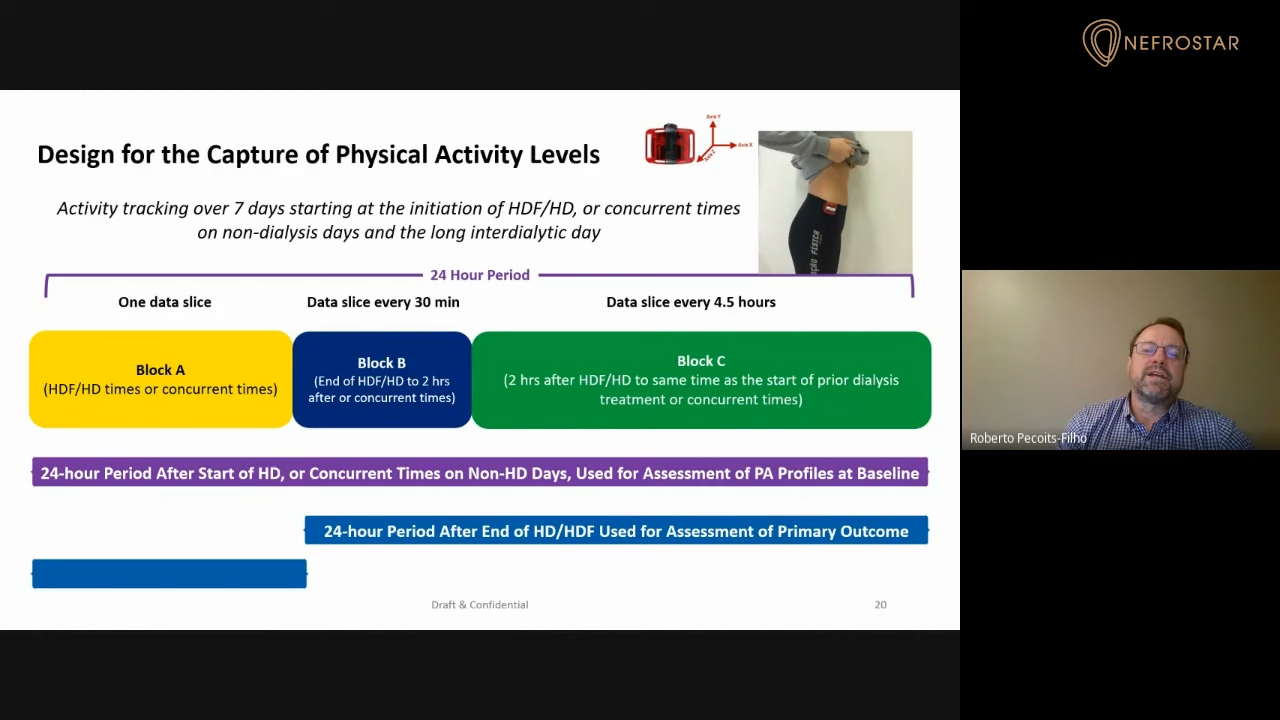 NEFROSTAR
Axis Y
Axis X
Axis Z
Design for the Capture of Physical Activity Levels
Activity tracking over 7 days starting at the initiation of HDF/HD, or concurrent times
on non-dialysis days and the long interdialytic day
24 Hour Period
One data slice
Data slice every 30 min
Data slice every 4.5 hours
Block A
(HDF/HD times or concurrent times)
Block B
(End of HDF/HD to 2 hrs
after or concurrent times)
Block C
(2 hrs after HDF/HD to same time as the start of prior dialysis
treatment or concurrent times)
24-hour Period After Start of HD, or Concurrent Times on Non-HD Days, Used for Assessment of PA Profiles at Baseline
24-hour Period After End of HD/HDF Used for Assessment of Primary Outcome
Draft & Confidential
20
Roberto Pecoits-Filho